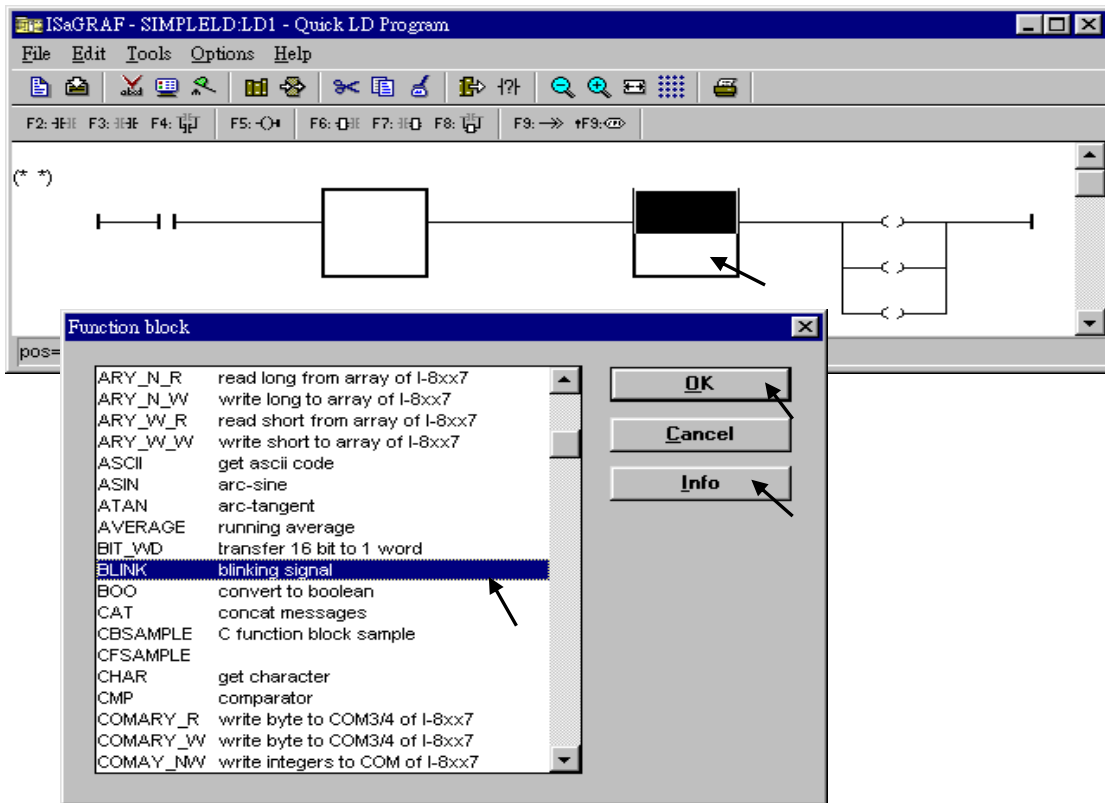 ISaGRAF - SIMPLELD:LD1 - Quick LD Program
File Edit Tools Options Help
F2: F3: F4: F5: F6: F7: F8: F9: F9:
(* *)
Function block
pos=
ARY_N_R read long from array of I-8xx7
ARY_N_W write long to array of I-8xx7
ARY_W_R read short from array of I-8xx7
ARY_W_W write short to array of I-8xx7
ASCII get ascii code
ASIN arc-sine
ATAN arc-tangent
AVERAGE running average
BIT_WD transfer 16 bit to 1 word
BLINK blinking signal
BOO convert to boolean
CAT concat messages
CBSAMPLE C function block sample
CFSAMPLE
CHAR get character
CMP comparator
COMARY_R write byte to COM3/4 of I-8xx7
COMARY_W write byte to COM3/4 of I-8xx7
COMAY_NW write integers to COM of I-8xx7
OK
Cancel
Info